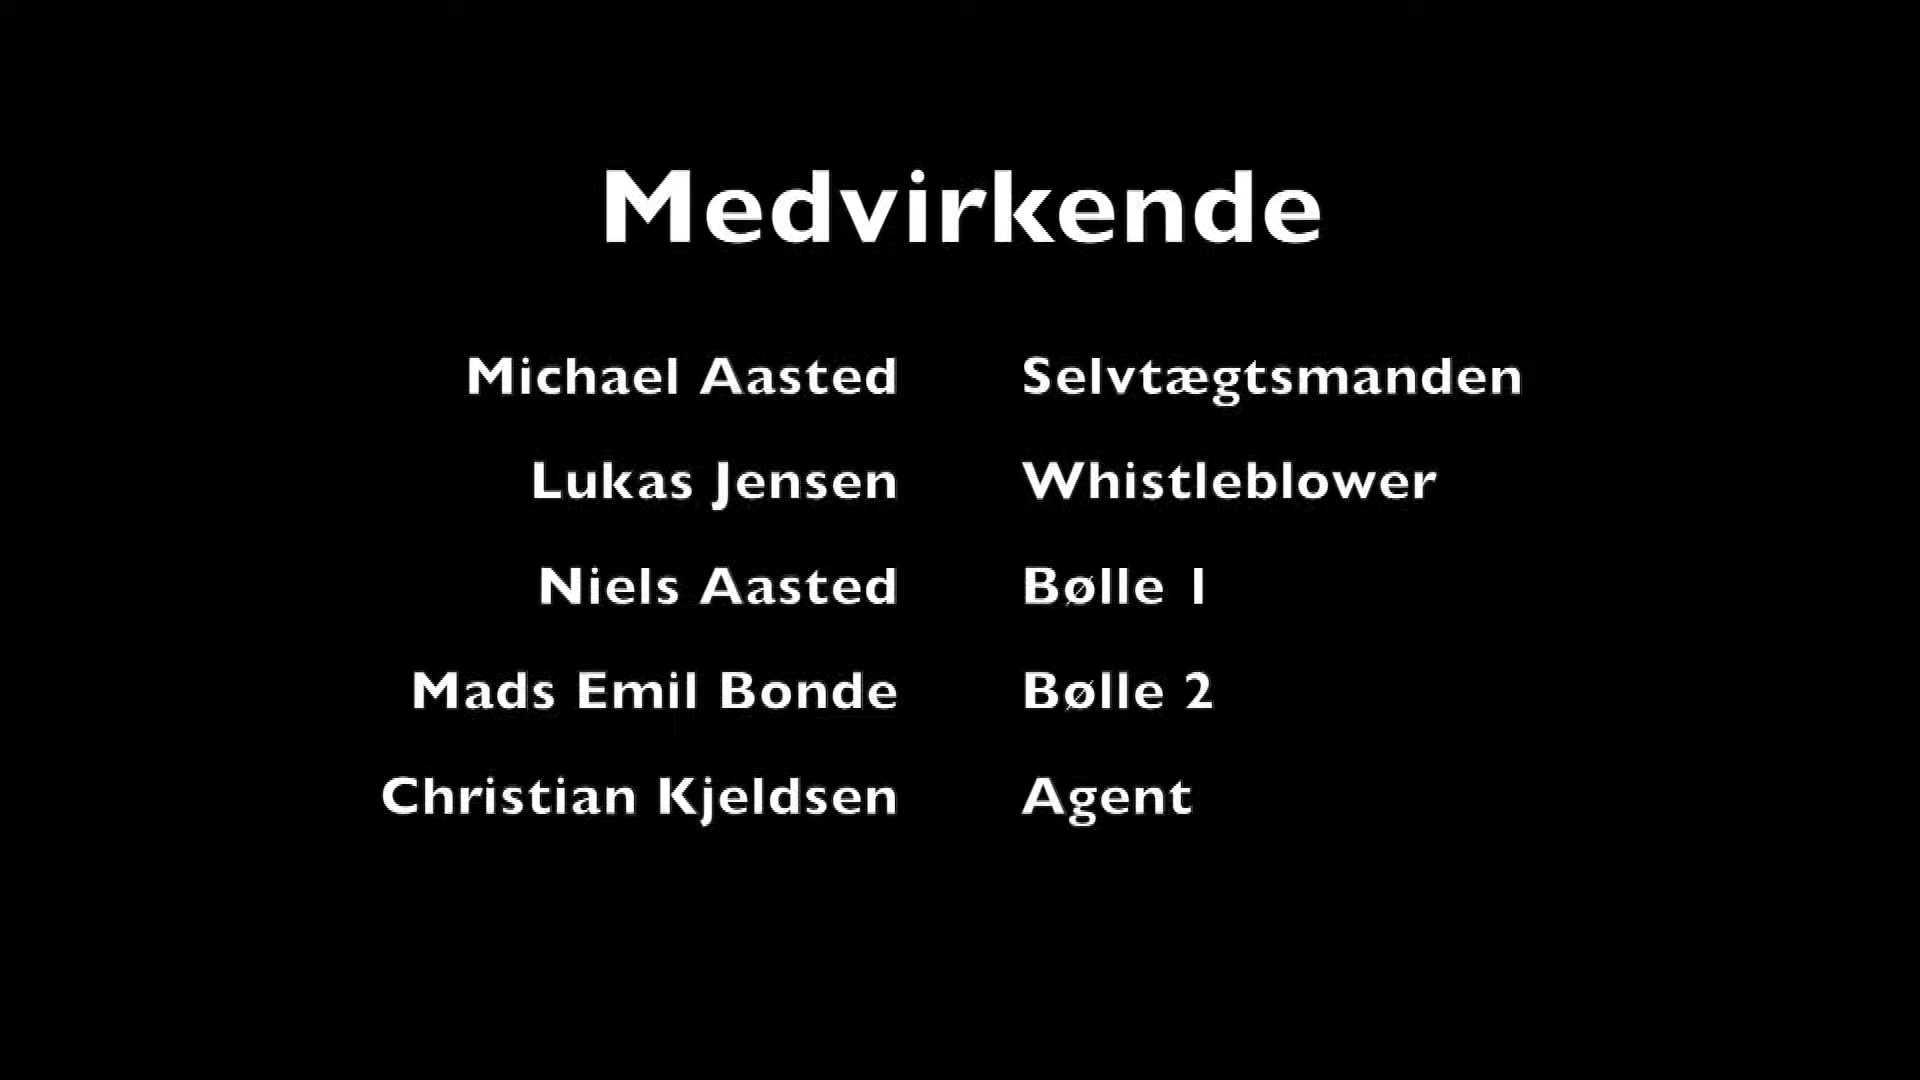 Medvirkende
Michael Aasted Selvtægtsmanden
Lukas Jensen Whistleblower
Niels Aasted Bølle 1
Mads Emil Bonde Bølle 2
Christian Kjeldsen Agent